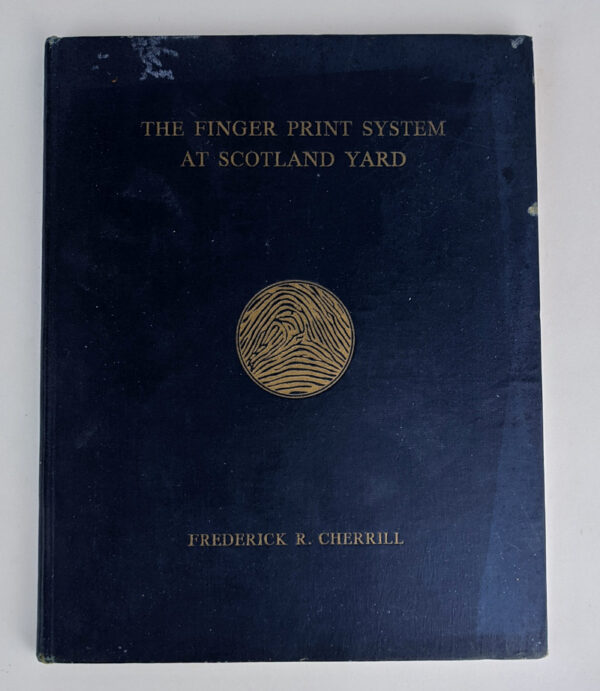 THE FINGER PRINT SYSTEM
AT SCOTLAND YARD
FREDERICK R. CHERRILL